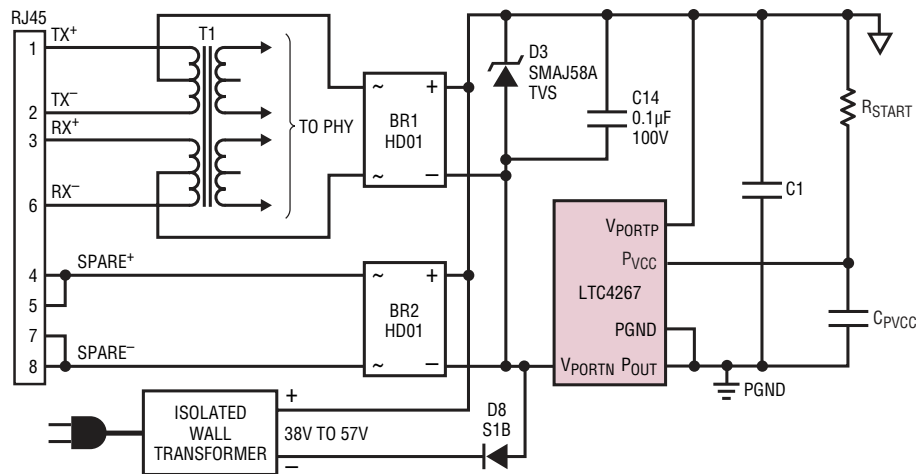 RJ45
1
TX+
2
TX–
3
RX+
6
RX–
4
SPARE+
5
7
8
SPARE–
T1
TO PHY
~
+
BR1
HD01
~
–
~
+
BR2
HD01
~
–
D3
SMAJ58A
TVS
C14
0.1µF
100V
RSTART
C1
VPORTP
PVCC
LTC4267
PGND
VPORTN
POUT
CPVCC
PGND
ISOLATED
WALL
TRANSFORMER
+
38V TO 57V
–
D8
S1B